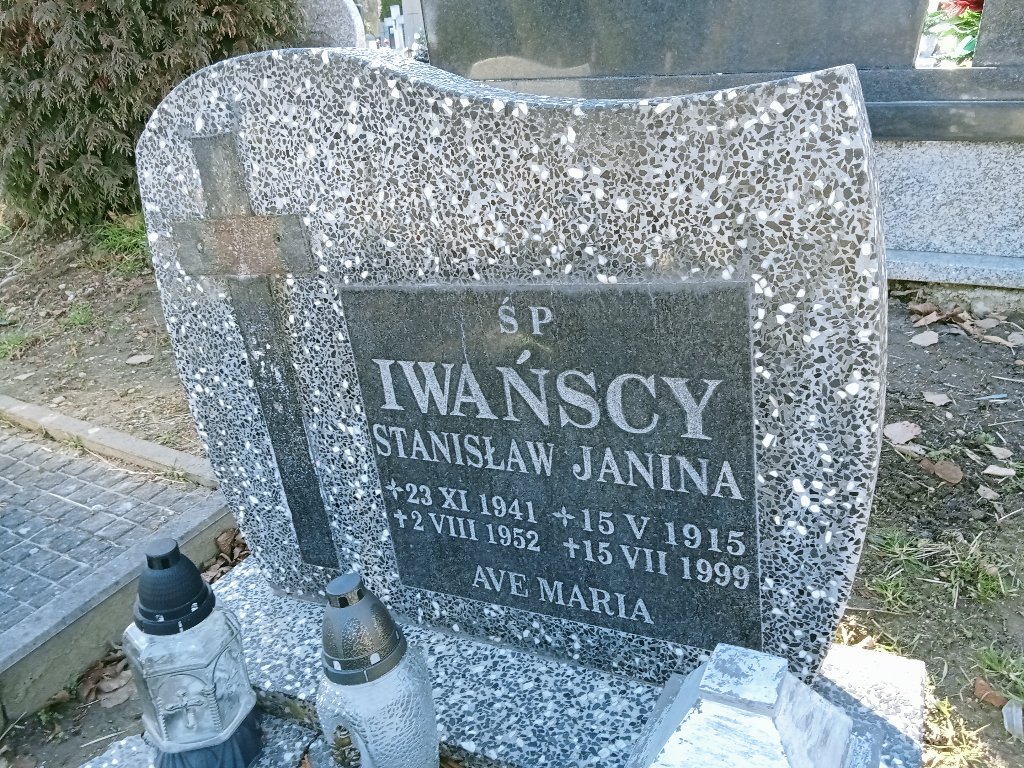 ŚP
IWAŃSCY
STANISŁAW JANINA
23 XI 1941 15 V 1915
2 VIII 1952 15 VII 1999
AVE MARIA